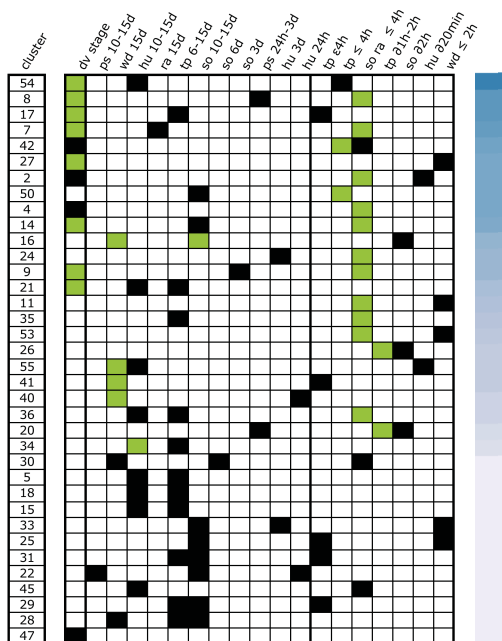 cluster
dv stage
ps 10-15d
wd 15d
hu 10-15d
ra 15d
tp 6-15d
so 10-15d
so 6d
so 3d
ps 24h-3d
hu 3d
hu 24h
tp ε4h
tp ≤ 4h
so ra ≤ 4h
tp ∂1h-2h
so ∂2h
hu ∂20min
wd ≤ 2h
54
8
17
7
42
27
2
50
4
14
16
24
9
21
11
35
53
26
55
41
40
36
20
34
30
5
18
15
33
25
31
22
45
29
28
47